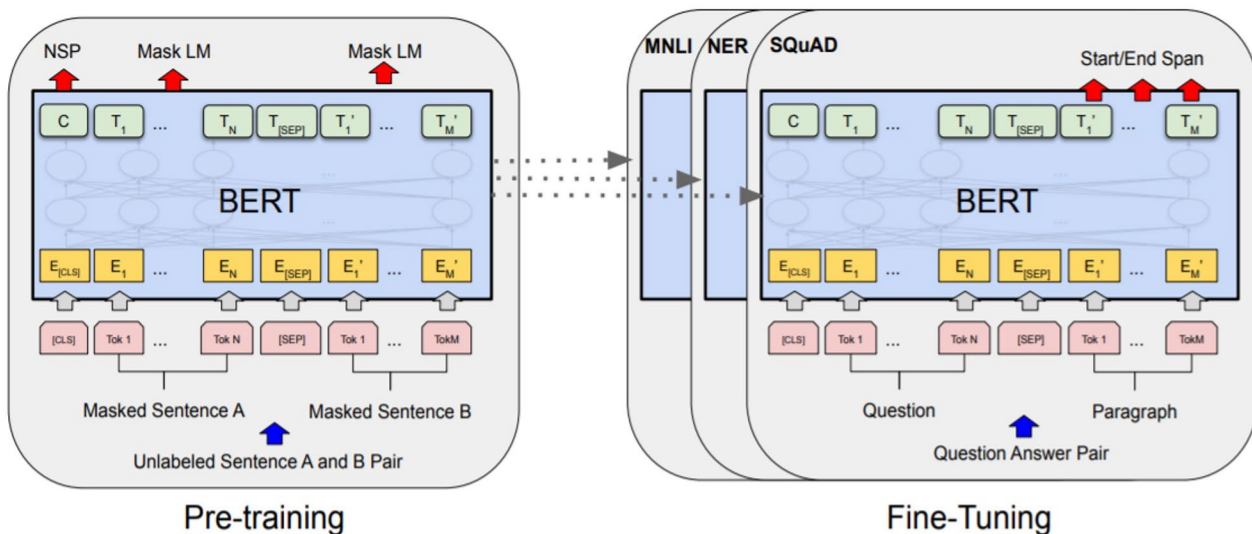 NSP Mask LM Mask LM
C T1 ... TN T[SEP] T1' ... TM'
...
BERT
...
E[CLS] E1 ... EN E[SEP] E1' ... EM'
[CLS] Tok 1 ... Tok N [SEP] Tok 1 ... TokM
Masked Sentence A Masked Sentence B
Unlabeled Sentence A and B Pair
Pre-training
MNLI NER SQuAD
Start/End Span
C T1 ... TN T[SEP] T1' ... TM'
...
BERT
...
E[CLS] E1 ... EN E[SEP] E1' ... EM'
[CLS] Tok 1 ... Tok N [SEP] Tok 1 ... TokM
Question Paragraph
Question Answer Pair
Fine-Tuning